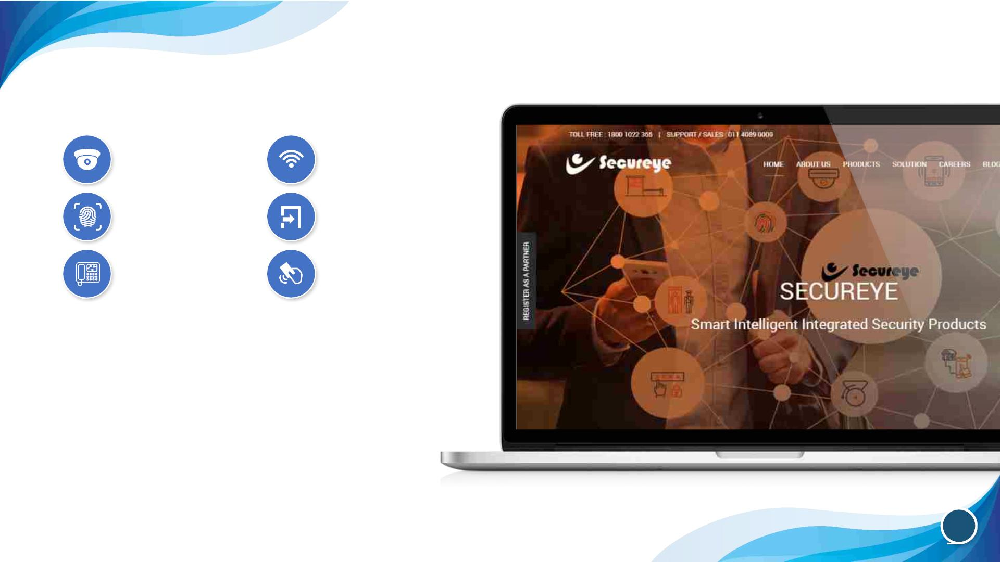 TOLL FREE : 1800 1022 366 | SUPPORT / SALES : 011 4089 0000
Secureye
HOME ABOUT US PRODUCTS SOLUTION CAREERS BLOG
REGISTER AS A PARTNER
Secureye
SECUREYE
Smart Intelligent Integrated Security Products